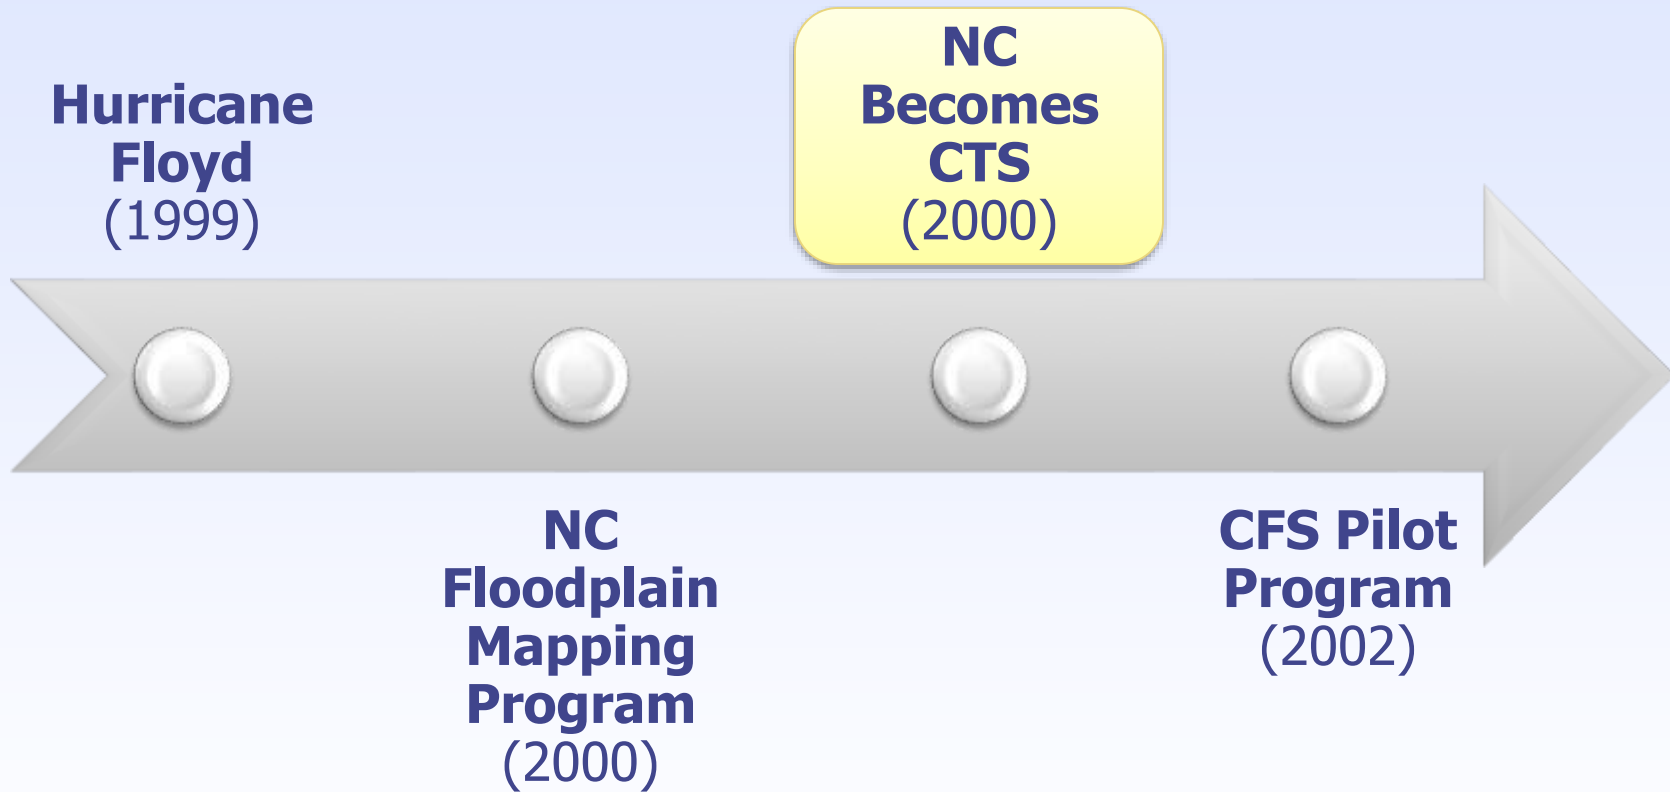 Hurricane
Floyd
(1999)
NC
Floodplain
Mapping
Program
(2000)
NC
Becomes
CTS
(2000)
CFS Pilot
Program
(2002)